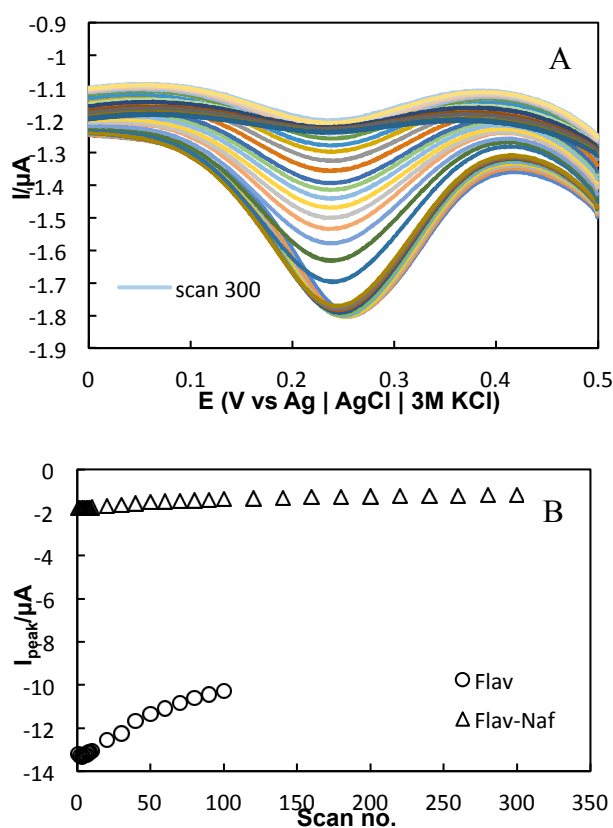 A
I/µA
-0.9
-1
-1.1
-1.2
-1.3
-1.4
-1.5
-1.6
-1.7
-1.8
-1.9
scan 300
0 0.1 0.2 0.3 0.4 0.5
E (V vs Ag | AgCl | 3M KCl)
B
Ipeak/µA
0
-2
-4
-6
-8
-10
-12
-14
Flav
Flav-Naf
0 50 100 150 200 250 300 350
Scan no.